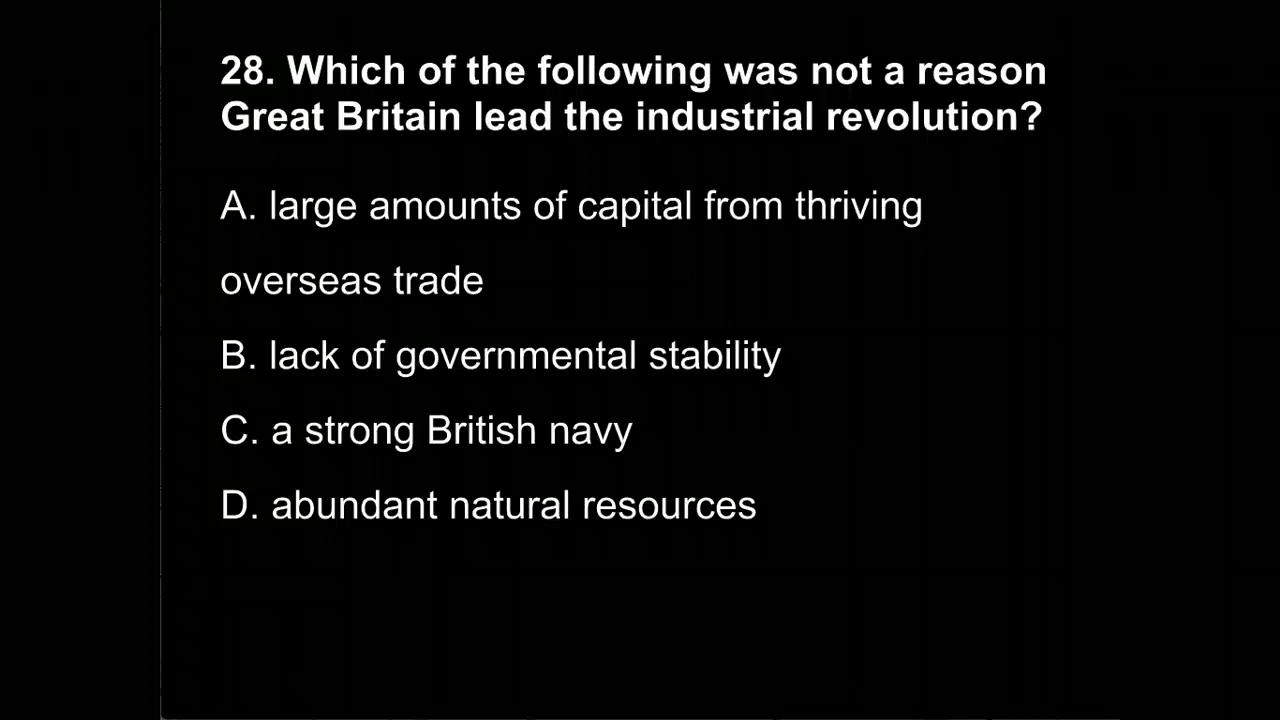 28. Which of the following was not a reason
Great Britain lead the industrial revolution?
A. large amounts of capital from thriving
overseas trade
B. lack of governmental stability
C. a strong British navy
D. abundant natural resources